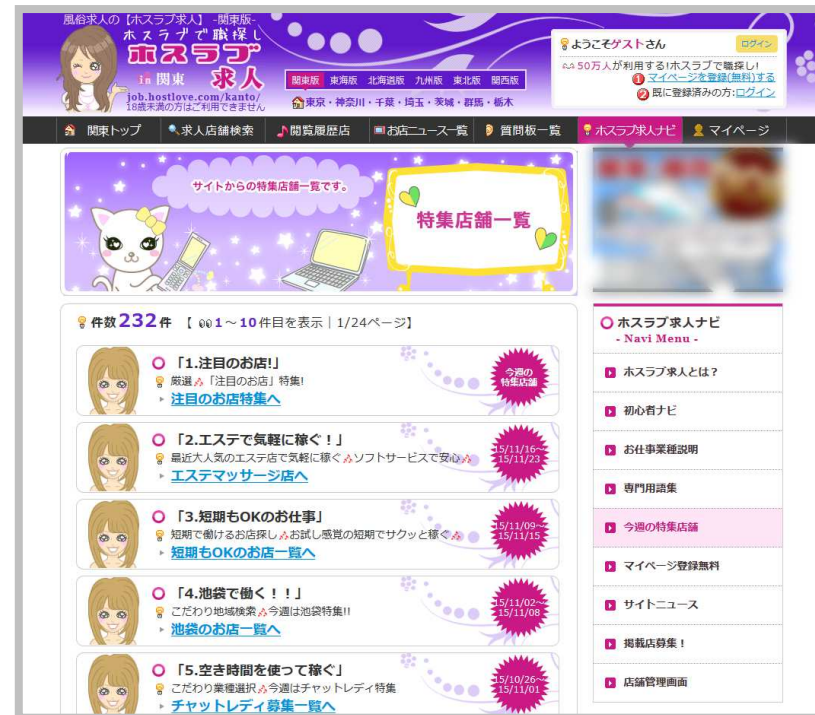 風俗求人の【ホスラブ求人】 -関東版-
ホスラブで職探し
ホスラブ
in 関東 求人
job.hostlove.com/kanto/
18歳未満の方はご利用できません
関東版 東海版 北海道版 九州版 東北版 関西版
東京・神奈川・千葉・埼玉・茨城・群馬・栃木
ようこそゲストさん
ログイン
50万人が利用する!ホスラブで職探し!
1 マイページを登録(無料)する
2 既に登録済みの方:ログイン
関東トップ 求人店舗検索 閲覧履歴店 お店ニュース一覧 質問板一覧 ホスラブ求人ナビ マイページ
サイトからの特集店舗一覧です。
特集店舗一覧
件数232件 【 1～10件目を表示｜1/24ページ】
「1.注目のお店!」
厳選「注目のお店」特集!
注目のお店特集へ
今週の
特集店舗
「2.エステで気軽に稼ぐ！」
最近大人気のエステ店で気軽に稼ぐソフトサービスで安心
エステマッサージ店へ
15/11/16～
15/11/23
「3.短期もOKのお仕事」
短期で働けるお店探しお試し感覚の短期でサクッと稼ぐ
短期もOKのお店一覧へ
15/11/09～
15/11/15
「4.池袋で働く！！」
こだわり地域検索今週は池袋特集!!
池袋のお店一覧へ
15/11/02～
15/11/08
「5.空き時間を使って稼ぐ」
こだわり業種選択今週はチャットレディ特集
チャットレディ募集一覧へ
15/10/26～
15/11/01
ホスラブ求人ナビ
- Navi Menu -
ホスラブ求人とは？
初心者ナビ
お仕事業種説明
専門用語集
今週の特集店舗
マイページ登録無料
サイトニュース
掲載店募集！
店舗管理画面